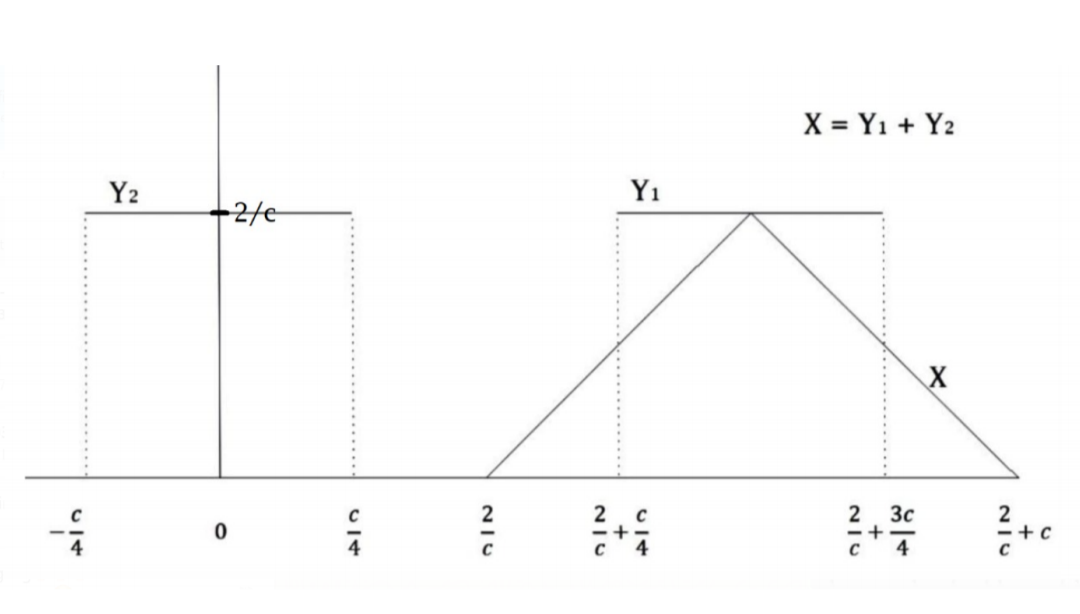 X = Y₁ + Y₂
Y₂
Y₁
2/c
X
-c/4
0
c/4
2/c
2/c + c/4
2/c + 3c/4
2/c + c